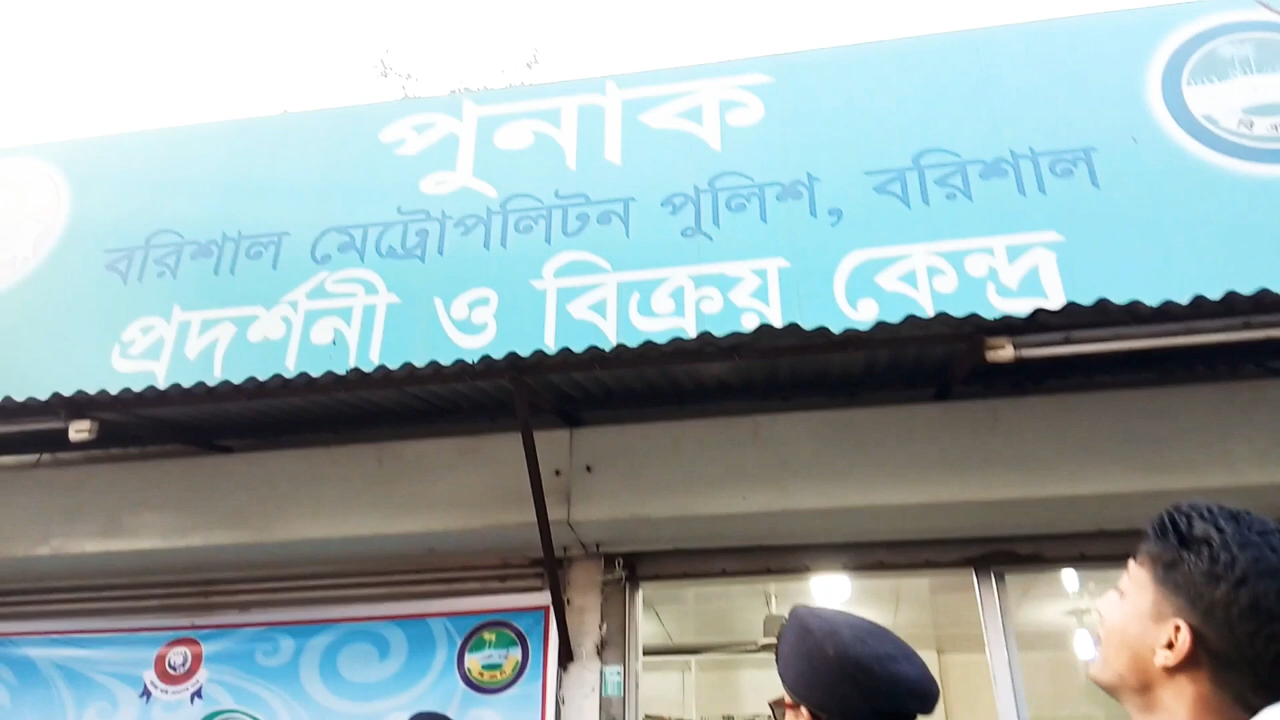 পুনাক
বরিশাল মেট্রোপলিটন পুলিশ, বরিশাল
প্রদর্শনী ও বিক্রয় কেন্দ্র